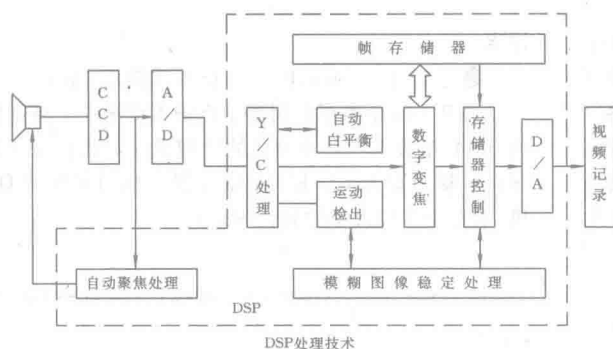 帧存储器
CCD
A/D
Y/C处理
自动
白平衡
运动
检出
数字变焦
存储器控制
D/A
视频记录
自动聚焦处理
模糊图像稳定处理
DSP
DSP处理技术